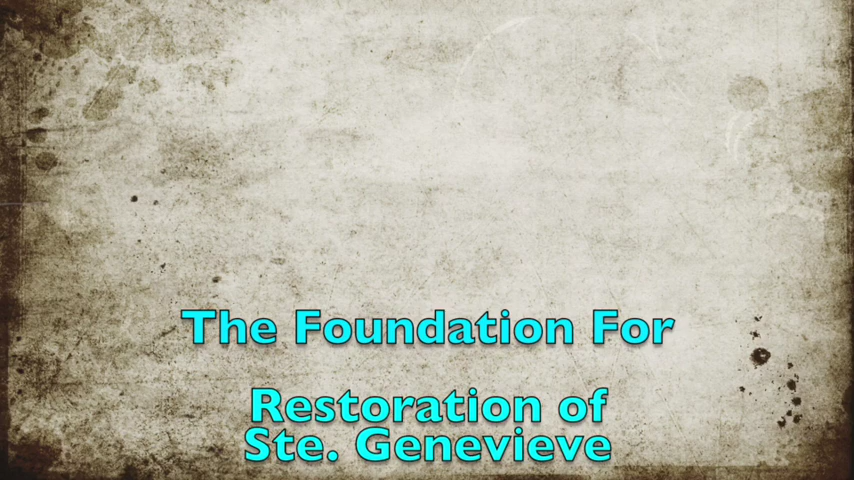 The Foundation For
Restoration of
Ste. Genevieve